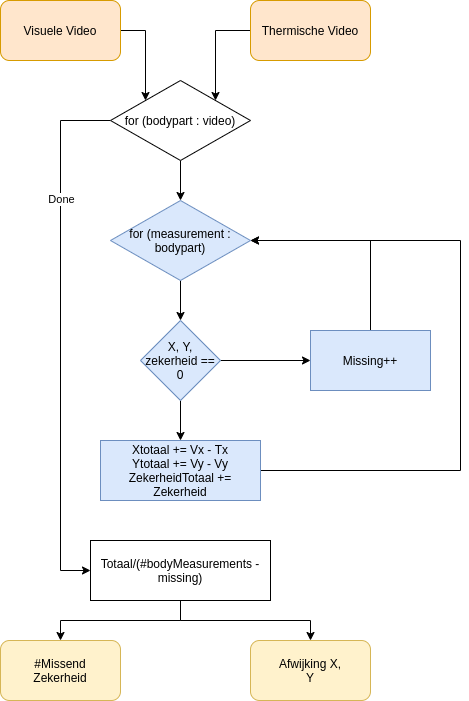 Visuele Video
Thermische Video
for (bodypart : video)
Done
for (measurement :
bodypart)
X, Y,
zekerheid ==
0
Missing++
Xtotaal += Vx - Tx
Ytotaal += Vy - Vy
ZekerheidTotaal +=
Zekerheid
Totaal/(#bodyMeasurements -
missing)
#Missend
Zekerheid
Afwijking X,
Y